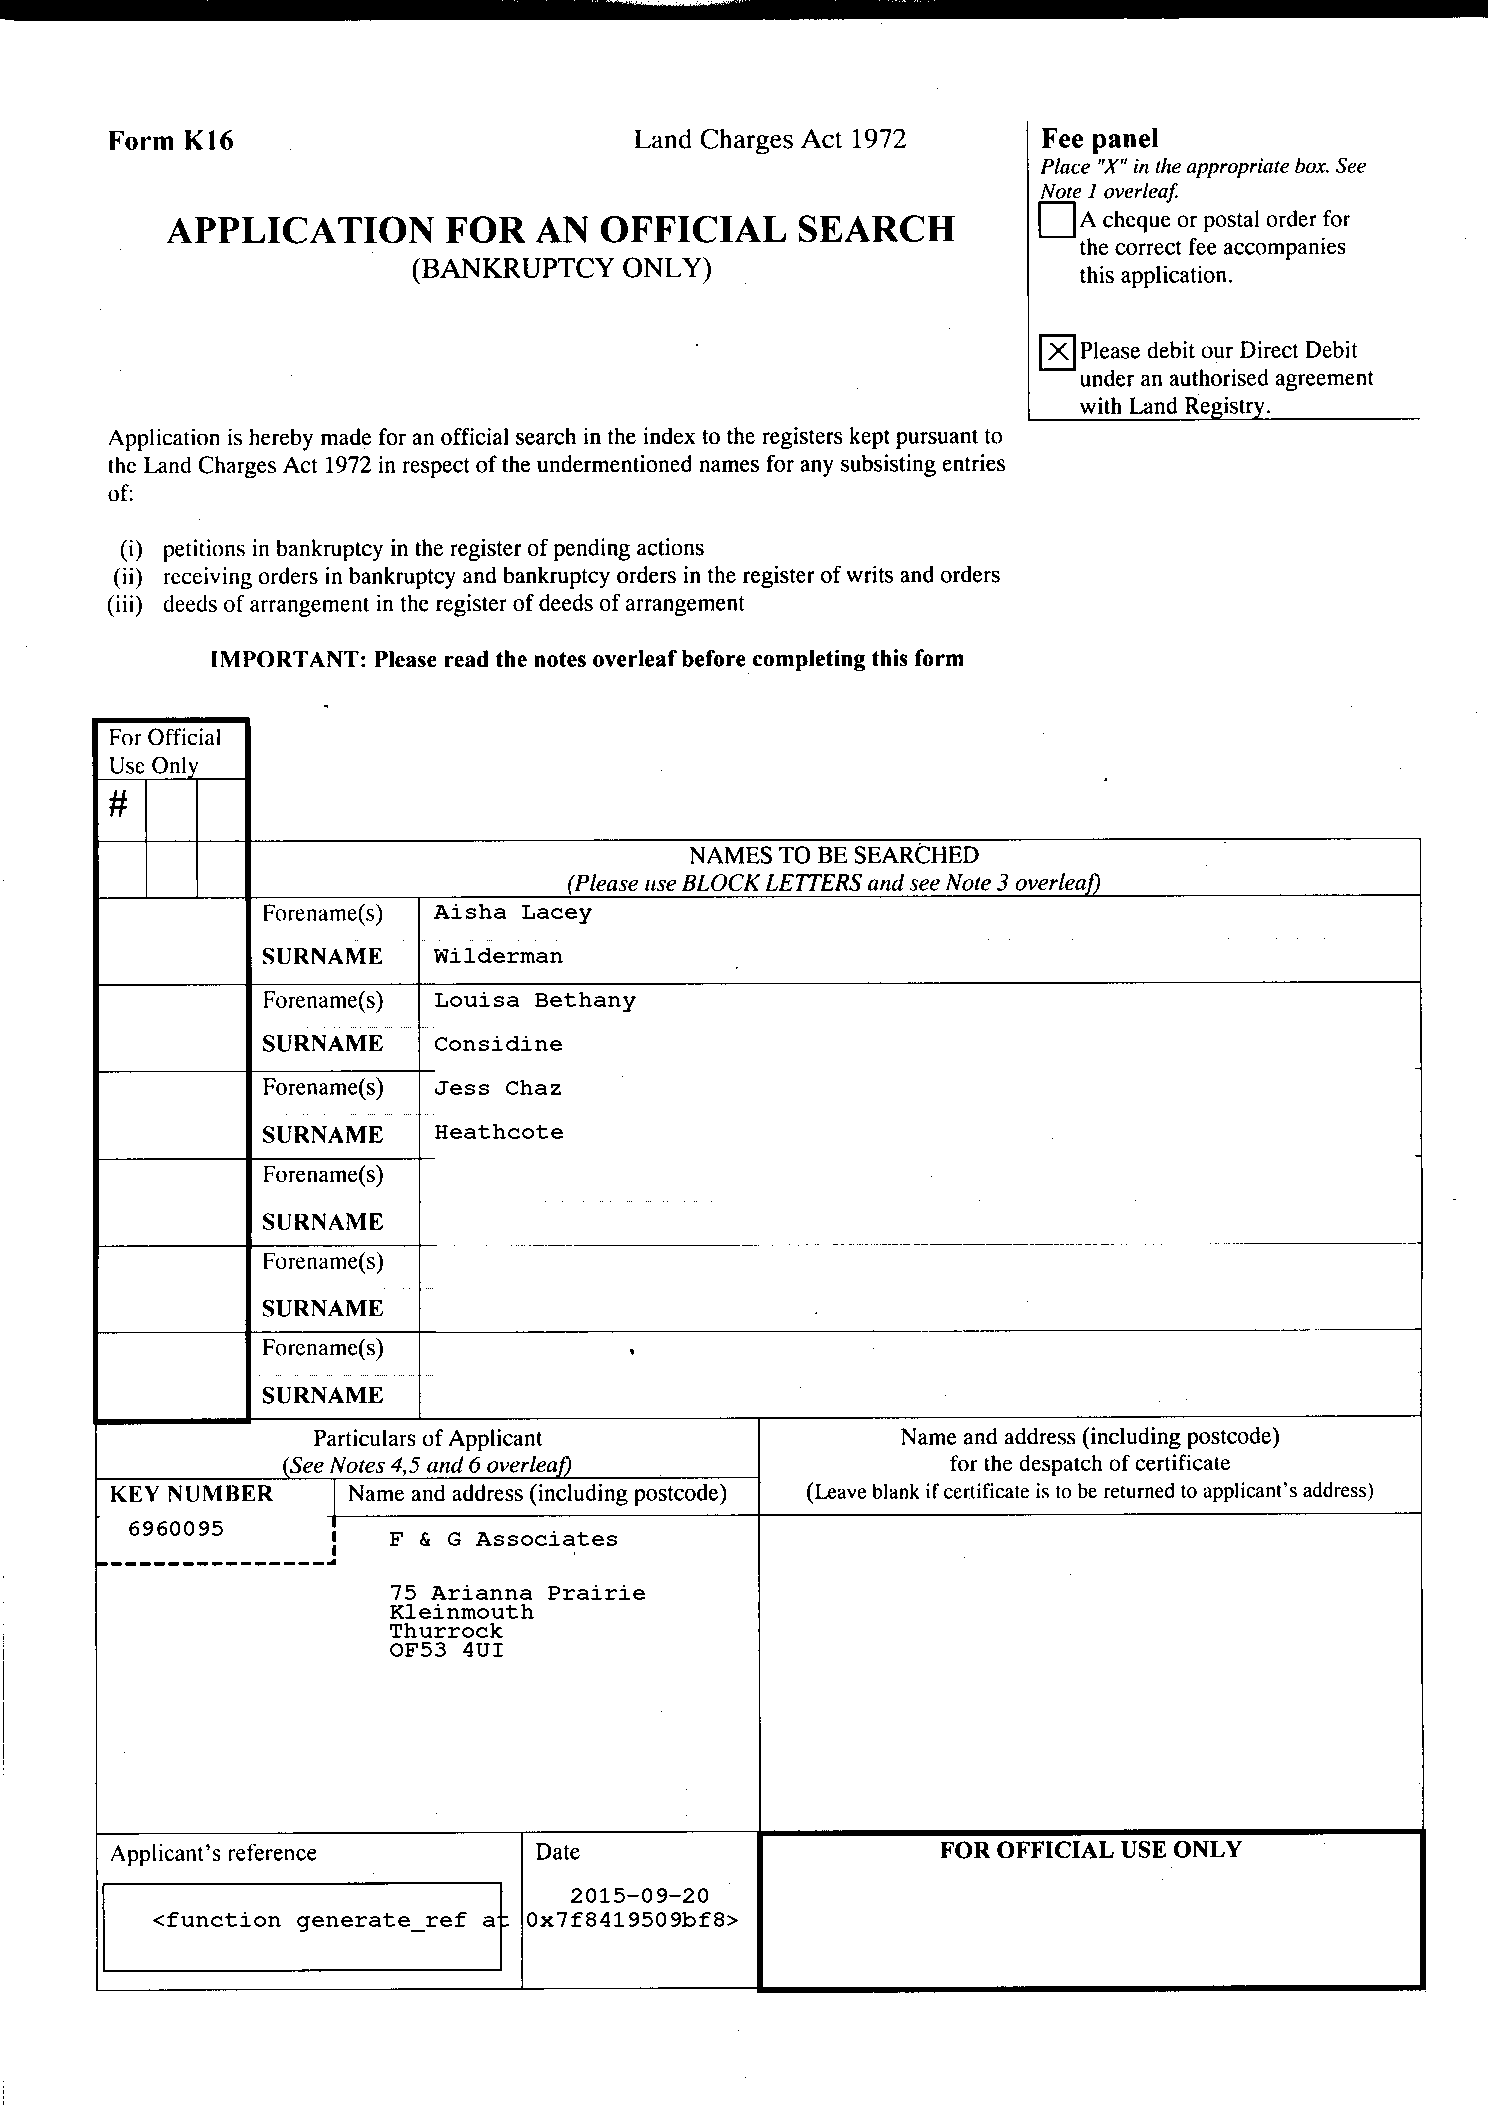 Form K16
Land Charges Act 1972
APPLICATION FOR AN OFFICIAL SEARCH
(BANKRUPTCY ONLY)
Fee panel
Place "X" in the appropriate box. See
Note 1 overleaf.
A cheque or postal order for
the correct fee accompanies
this application.
X Please debit our Direct Debit
under an authorised agreement
with Land Registry.
Application is hereby made for an official search in the index to the registers kept pursuant to
the Land Charges Act 1972 in respect of the undermentioned names for any subsisting entries
of:
(i) petitions in bankruptcy in the register of pending actions
(ii) receiving orders in bankruptcy and bankruptcy orders in the register of writs and orders
(iii) deeds of arrangement in the register of deeds of arrangement
IMPORTANT: Please read the notes overleaf before completing this form
For Official
Use Only
#
NAMES TO BE SEARCHED
(Please use BLOCK LETTERS and see Note 3 overleaf)
Forename(s) Aisha Lacey
SURNAME Wilderman
Forename(s) Louisa Bethany
SURNAME Considine
Forename(s) Jess Chaz
SURNAME Heathcote
Forename(s)
SURNAME
Forename(s)
SURNAME
Forename(s)
SURNAME
Particulars of Applicant
(See Notes 4,5 and 6 overleaf)
KEY NUMBER
6960095
Name and address (including postcode)
F & G Associates
75 Arianna Prairie
Kleinmouth
Thurrock
OF53 4UI
Name and address (including postcode)
for the despatch of certificate
(Leave blank if certificate is to be returned to applicant's address)
Applicant's reference
Date
2015-09-20
<function generate_ref at 0x7f8419509bf8>
FOR OFFICIAL USE ONLY